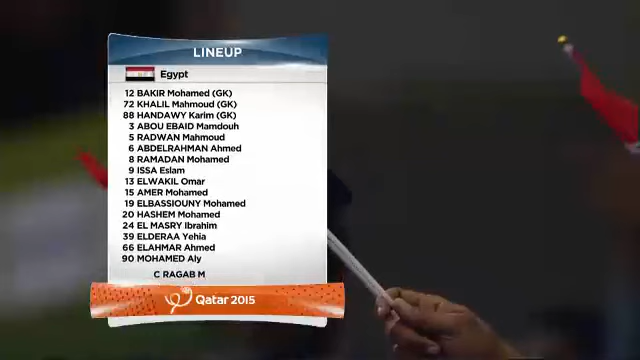 LINEUP
Egypt
12 BAKIR Mohamed (GK)
72 KHALIL Mahmoud (GK)
88 HANDAWY Karim (GK)
3 ABOU EBAID Mamdouh
5 RADWAN Mahmoud
6 ABDELRAHMAN Ahmed
8 RAMADAN Mohamed
9 ISSA Eslam
13 ELWAKIL Omar
15 AMER Mohamed
19 ELBASSIOUNY Mohamed
20 HASHEM Mohamed
24 EL MASRY Ibrahim
39 ELDERAA Yehia
66 ELAHMAR Ahmed
90 MOHAMED Aly
C RAGAB M
Qatar 2015